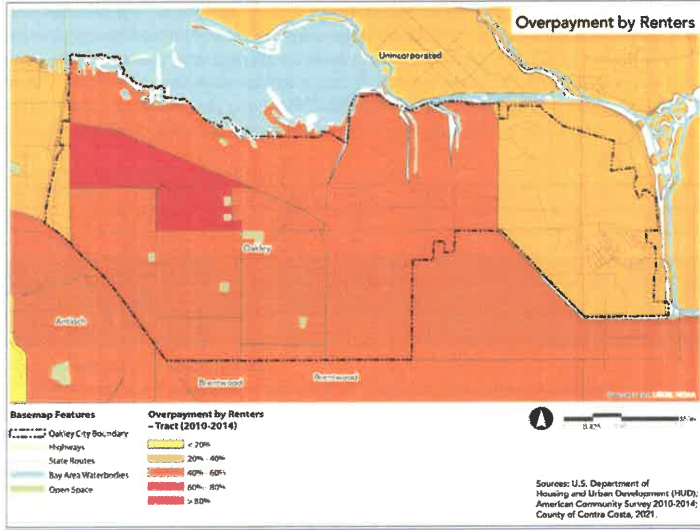 Overpayment by Renters
Unincorporated
Oakley
Antioch
Brentwood
Brentwood
Basemap Features
Oakley City Boundary
Highways
State Routes
Bay Area Waterbodies
Open Space
Overpayment by Renters
– Tract (2010-2014)
< 20%
20% - 40%
40% - 60%
60% - 80%
> 80%
Sources: U.S. Department of
Housing and Urban Development (HUD);
American Community Survey 2010-2014;
County of Contra Costa, 2021.